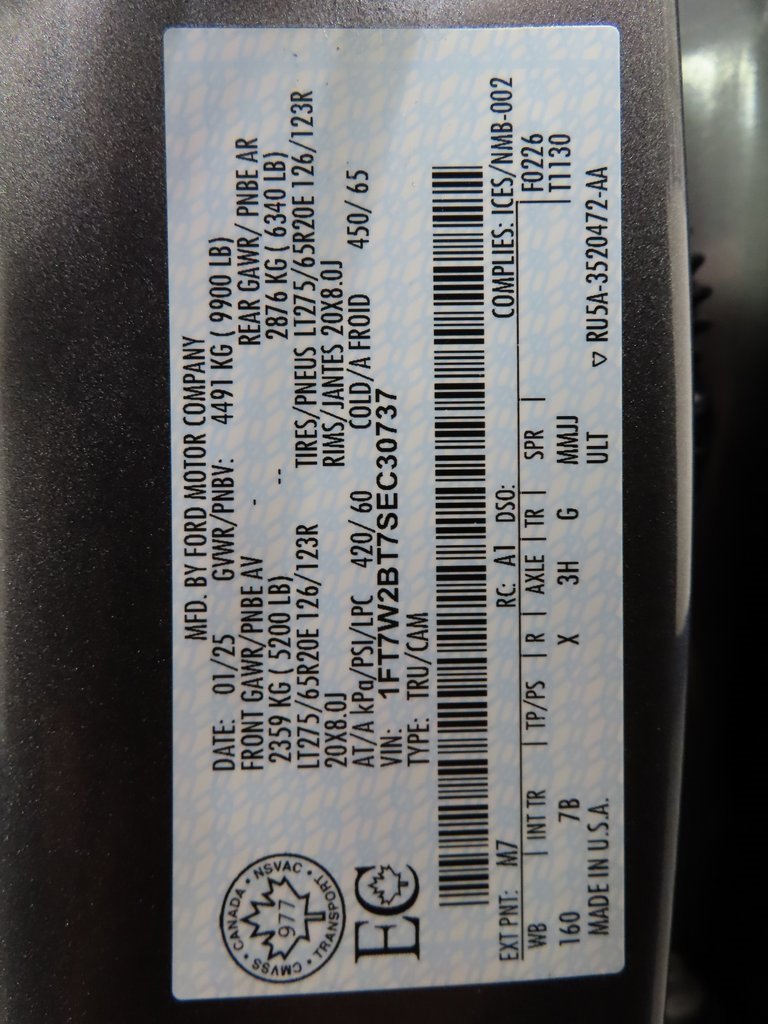 MFD. BY FORD MOTOR COMPANY
DATE: 01/25 GVWR/PNBV: 4491 KG ( 9900 LB)
FRONT GAWR/PNBE AV - REAR GAWR/ PNBE AR
2359 KG ( 5200 LB) -- 2876 KG ( 6340 LB)
LT275/65R20E 126/123R TIRES/PNEUS LT275/65R20E 126/123R
20X8.0J RIMS/JANTES 20X8.0J
AT/A kPa/PSI/LPC 420/ 60 COLD/A FROID 450/ 65
VIN: 1FT7W2BT7SEC30737
TYPE: TRU/CAM
CANADA • NSVAC • TRANSPORT • CMVSS •
977
EC
EXT PNT: M7 RC: A1 DSO: COMPLIES: ICES/NMB-002
WB | INT TR | TP/PS | R | AXLE | TR | SPR | F0226
T1130
160 7B X 3H G MMJJ
MADE IN U.S.A. ULT ▽ RU5A-3520472-AA